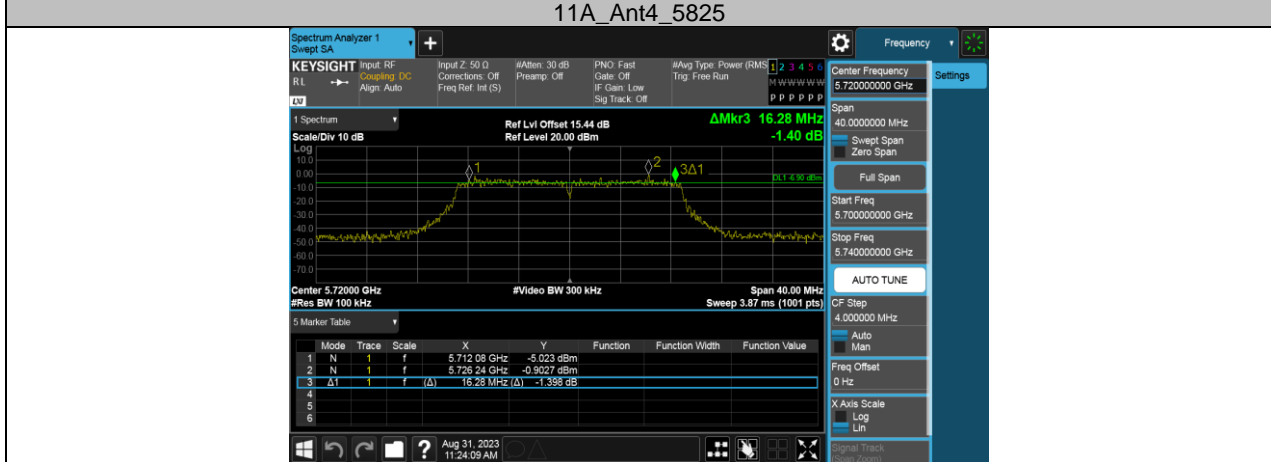 11A_Ant4_5825
Spectrum Analyzer 1
Swept SA
+
Frequency
KEYSIGHT
RL
LXI
Input: RF
Coupling: DC
Align: Auto
Input Z: 50 Ω
Corrections: Off
Freq Ref: Int (S)
#Atten: 30 dB
Preamp: Off
PNO: Fast
Gate: Off
IF Gain: Low
Sig Track: Off
#Avg Type: Power (RMS
Trig: Free Run
1 2 3 4 5 6
M W W W W W
P P P P P P
1 Spectrum
Scale/Div 10 dB
Log
Ref Lvl Offset 15.44 dB
Ref Level 20.00 dBm
ΔMkr3 16.28 MHz
-1.40 dB
10.0
0.00
-10.0
-20.0
-30.0
-40.0
-50.0
-60.0
-70.0
1
2
3Δ1
DL1 -6.90 dBm
Center 5.72000 GHz
#Res BW 100 kHz
#Video BW 300 kHz
Span 40.00 MHz
Sweep 3.87 ms (1001 pts)
5 Marker Table
Mode Trace Scale X Y Function Function Width Function Value
1 N 1 f 5.712 08 GHz -5.023 dBm
2 N 1 f 5.726 24 GHz -0.9027 dBm
3 Δ1 1 f (Δ) 16.28 MHz (Δ) -1.398 dB
4
5
6
?
Aug 31, 2023
11:24:09 AM
Center Frequency
5.720000000 GHz
Settings
Span
40.0000000 MHz
Swept Span
Zero Span
Full Span
Start Freq
5.700000000 GHz
Stop Freq
5.740000000 GHz
AUTO TUNE
CF Step
4.000000 MHz
Auto
Man
Freq Offset
0 Hz
X Axis Scale
Log
Lin
Signal Track
(Span Zoom)